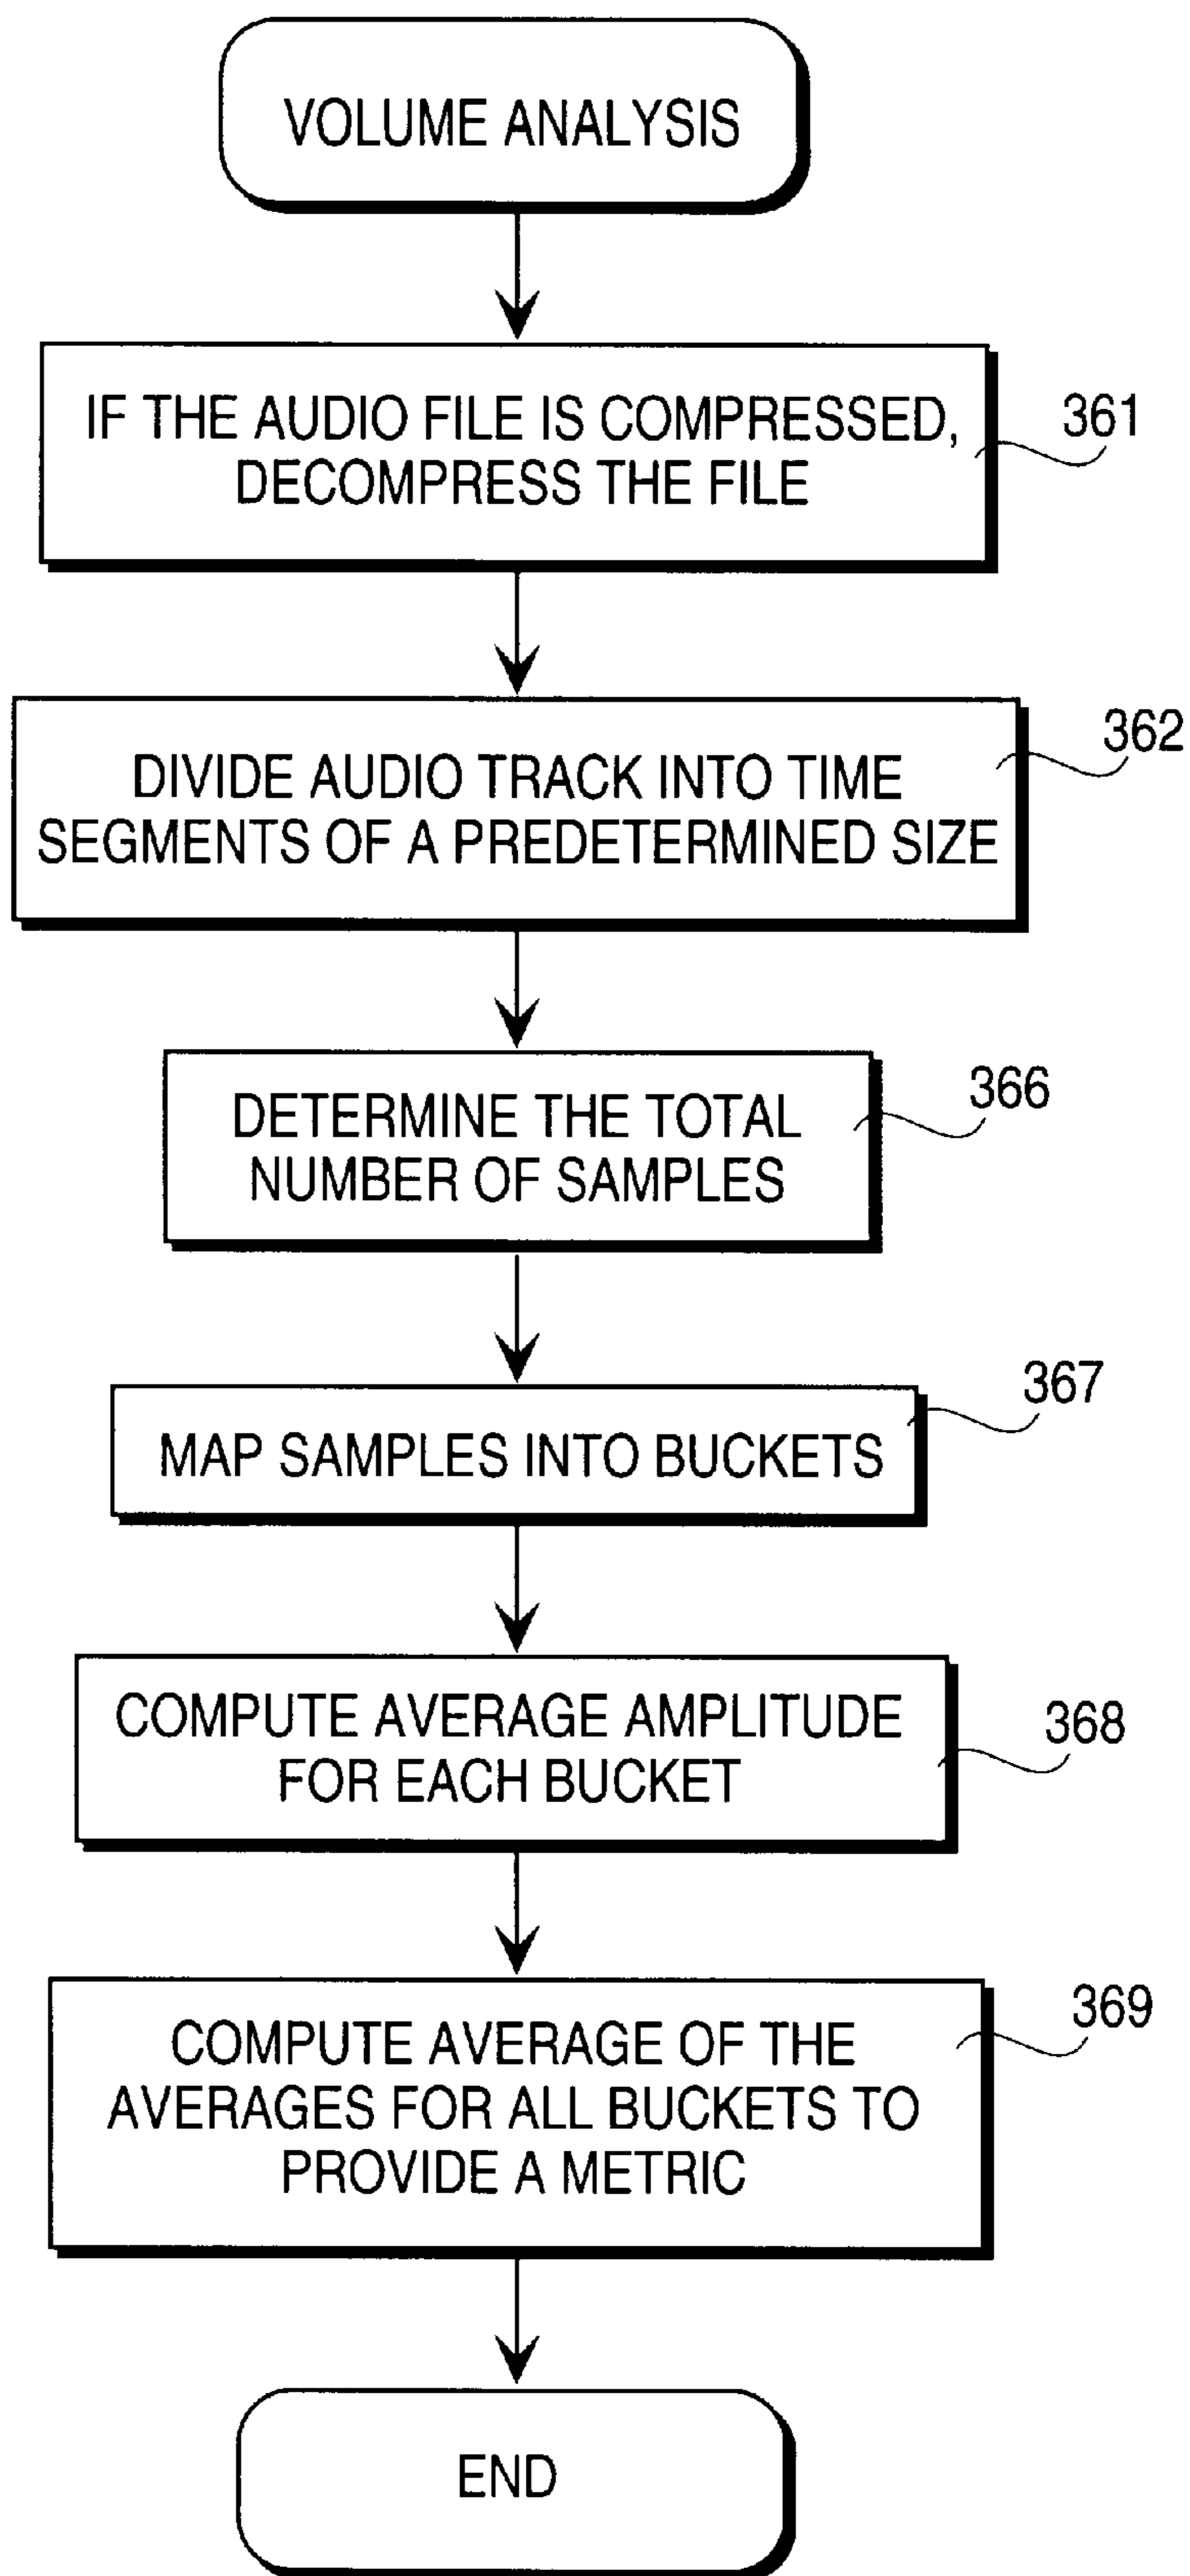 VOLUME ANALYSIS
IF THE AUDIO FILE IS COMPRESSED,
DECOMPRESS THE FILE
361
DIVIDE AUDIO TRACK INTO TIME
SEGMENTS OF A PREDETERMINED SIZE
362
DETERMINE THE TOTAL
NUMBER OF SAMPLES
366
MAP SAMPLES INTO BUCKETS
367
COMPUTE AVERAGE AMPLITUDE
FOR EACH BUCKET
368
COMPUTE AVERAGE OF THE
AVERAGES FOR ALL BUCKETS TO
PROVIDE A METRIC
369
END